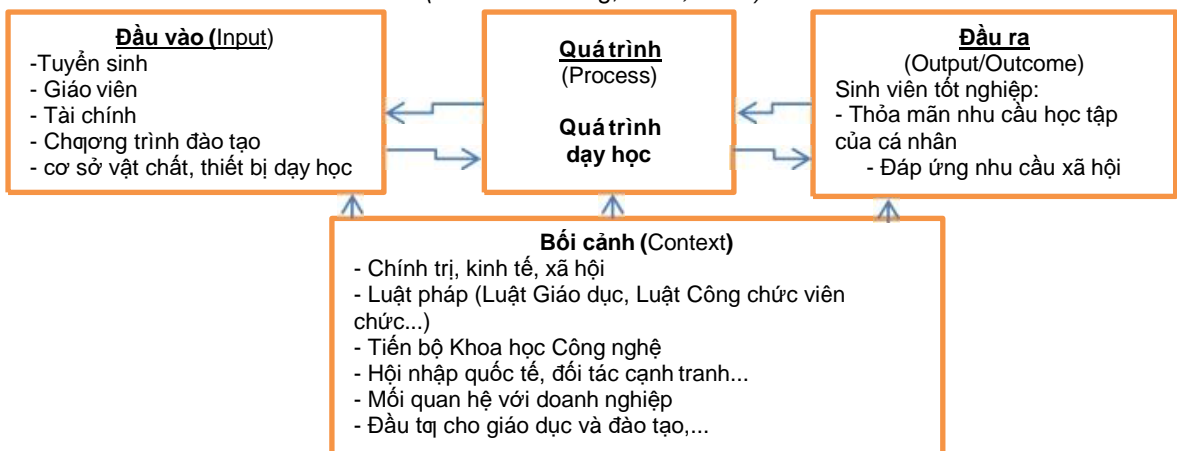 Đầu vào (Input)
-Tuyển sinh
- Giáo viên
- Tài chính
- Chƣơng trình đào tạo
- cơ sở vật chất, thiết bị dạy học
Quá trình
(Process)
Quá trình
dạy học
Đầu ra
(Output/Outcome)
Sinh viên tốt nghiệp:
- Thỏa mãn nhu cầu học tập
của cá nhân
- Đáp ứng nhu cầu xã hội
Bối cảnh (Context)
- Chính trị, kinh tế, xã hội
- Luật pháp (Luật Giáo dục, Luật Công chức viên
chức...)
- Tiến bộ Khoa học Công nghệ
- Hội nhập quốc tế, đối tác cạnh tranh...
- Mối quan hệ với doanh nghiệp
- Đầu tƣ cho giáo dục và đào tạo,...